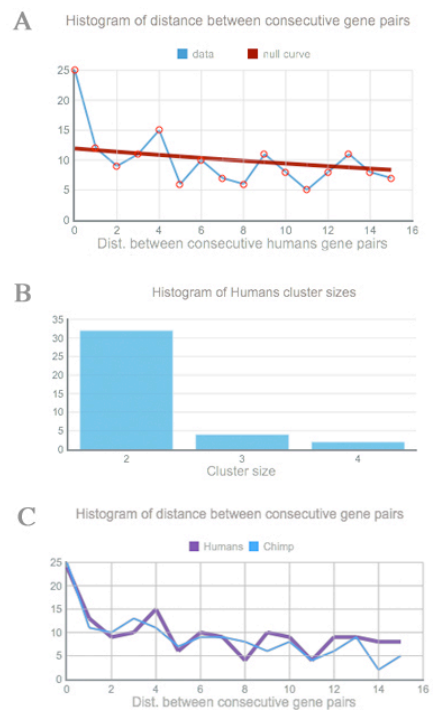 A
Histogram of distance between consecutive gene pairs
data null curve
25
20
15
10
5
0
0 2 4 6 8 10 12 14 16
Dist. between consecutive humans gene pairs
B
Histogram of Humans cluster sizes
35
30
25
20
15
10
5
0
2 3 4
Cluster size
C
Histogram of distance between consecutive gene pairs
Humans Chimp
25
20
15
10
5
0
0 2 4 6 8 10 12 14 16
Dist. between consecutive gene pairs